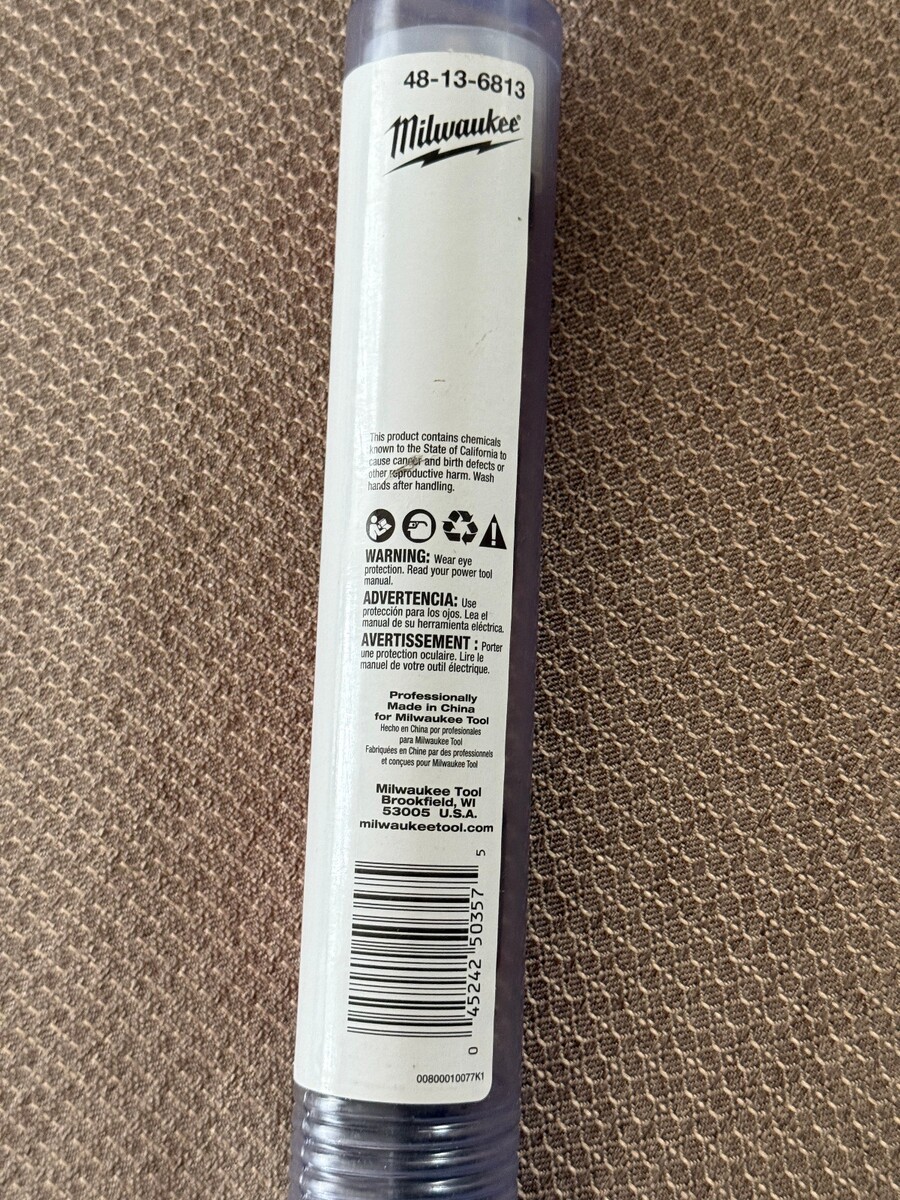 48-13-6813
Milwaukee®
This product contains chemicals
known to the State of California to
cause cancer and birth defects or
other reproductive harm. Wash
hands after handling.
WARNING: Wear eye
protection. Read your power tool
manual.
ADVERTENCIA: Use
protección para los ojos. Lea el
manual de su herramienta eléctrica.
AVERTISSEMENT : Porter
une protection oculaire. Lire le
manuel de votre outil électrique.
Professionally
Made in China
for Milwaukee Tool
Hecho en China por profesionales
para Milwaukee Tool
Fabriquées en Chine par des professionnels
et conçues pour Milwaukee Tool
Milwaukee Tool
Brookfield, WI
53005 U.S.A.
milwaukeetool.com
0 45242 50357 5
00800010077K1